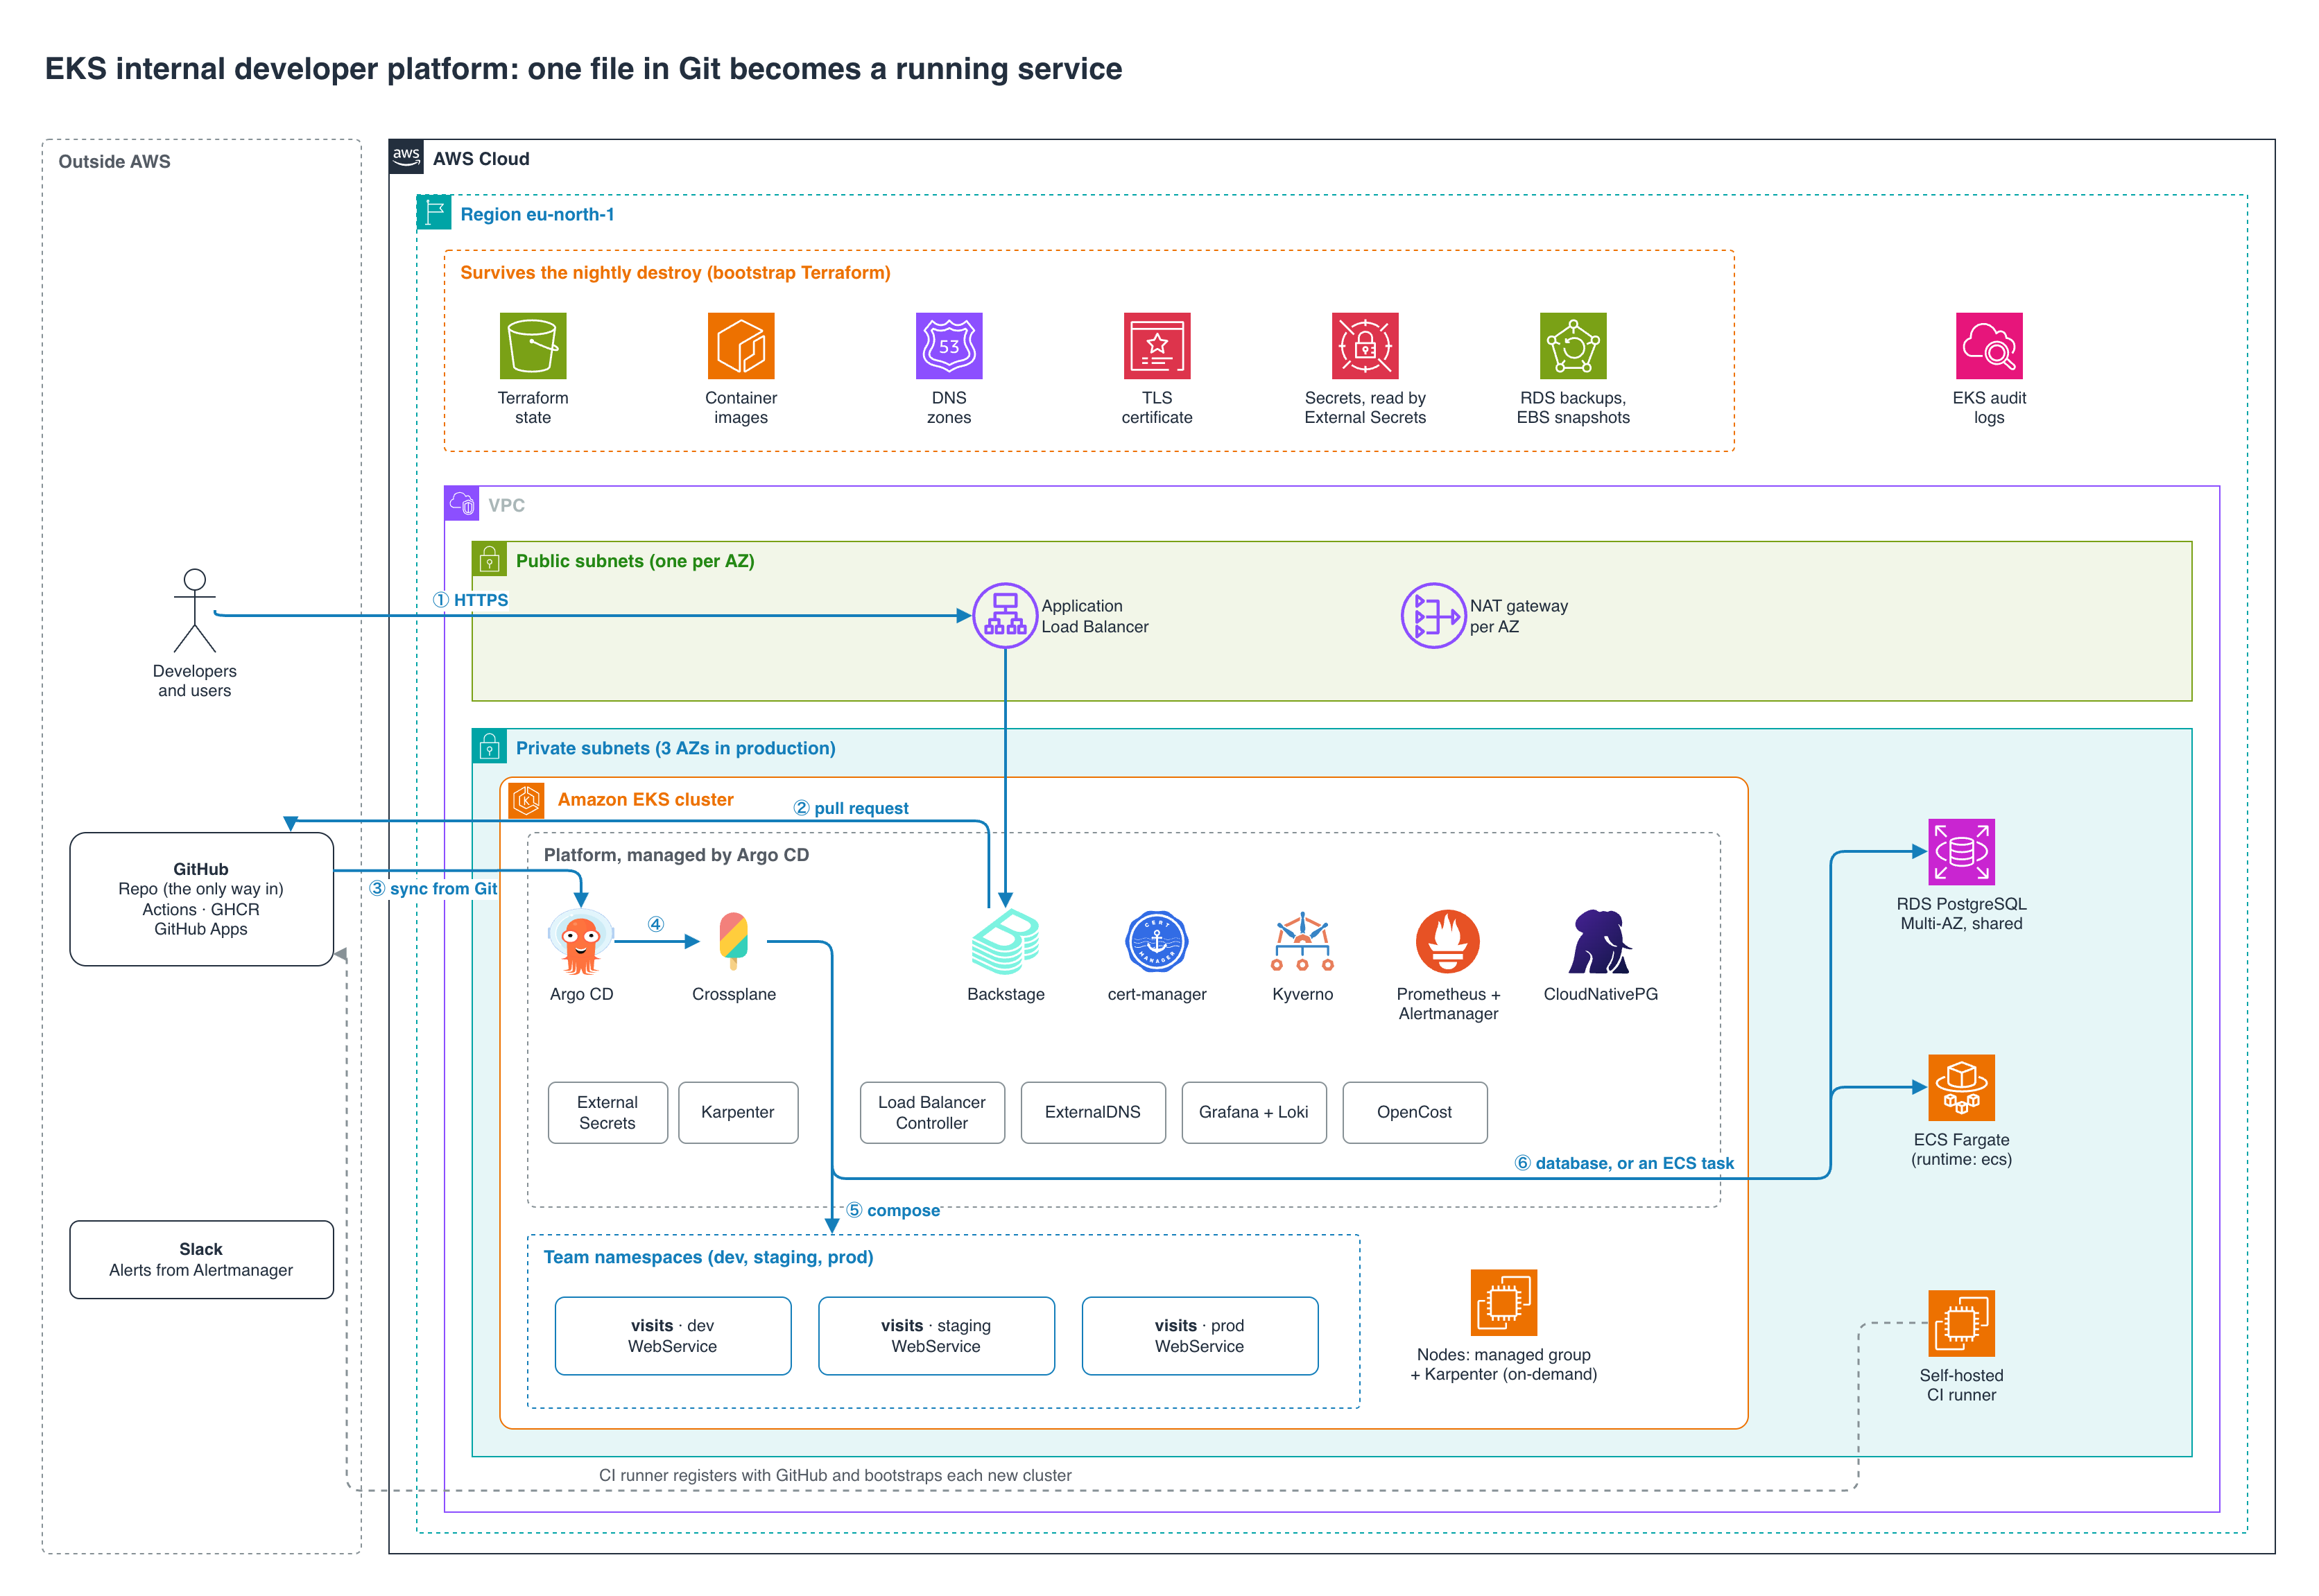 EKS internal developer platform: one file in Git becomes a running service
Outside AWS
aws
AWS Cloud
Region eu-north-1
Survives the nightly destroy (bootstrap Terraform)
53
Terraform
state
Container
images
DNS
zones
TLS
certificate
Secrets, read by
External Secrets
RDS backups,
EBS snapshots
EKS audit
logs
VPC
Public subnets (one per AZ)
① HTTPS
Application
Load Balancer
NAT gateway
per AZ
Developers
and users
Private subnets (3 AZs in production)
K
Amazon EKS cluster
② pull request
Platform, managed by Argo CD
GitHub
Repo (the only way in)
Actions · GHCR
GitHub Apps
③ sync from Git
④
CERT
MANAGER
Argo CD
Crossplane
Backstage
cert-manager
Kyverno
Prometheus +
Alertmanager
CloudNativePG
RDS PostgreSQL
Multi-AZ, shared
External
Secrets
Karpenter
Load Balancer
Controller
ExternalDNS
Grafana + Loki
OpenCost
ECS Fargate
(runtime: ecs)
⑥ database, or an ECS task
⑤ compose
Slack
Alerts from Alertmanager
Team namespaces (dev, staging, prod)
visits · dev
WebService
visits · staging
WebService
visits · prod
WebService
Nodes: managed group
+ Karpenter (on-demand)
Self-hosted
CI runner
CI runner registers with GitHub and bootstraps each new cluster